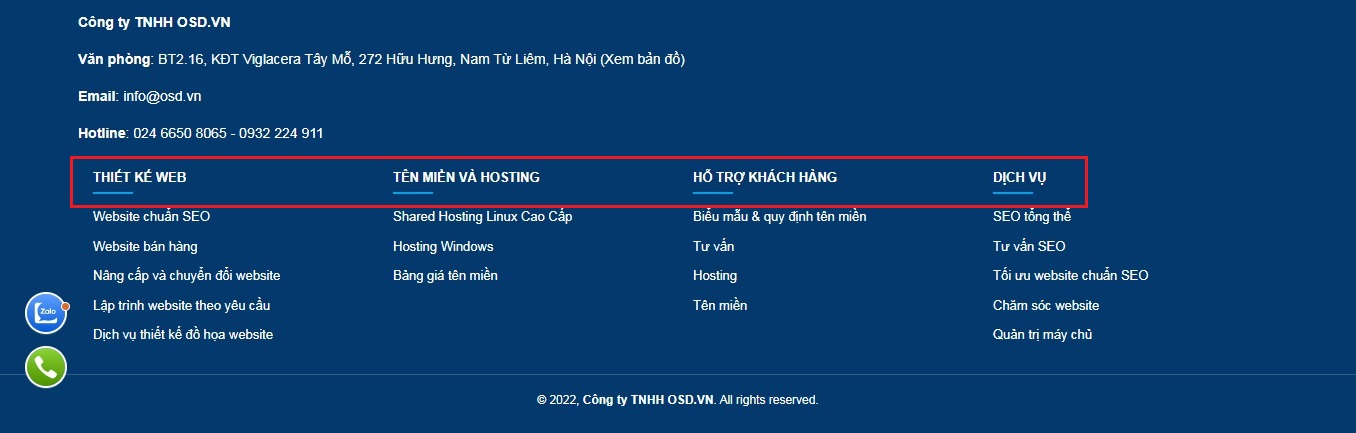 Công ty TNHH OSD.VN
Văn phòng: BT2.16, KĐT Viglacera Tây Mỗ, 272 Hữu Hưng, Nam Từ Liêm, Hà Nội (Xem bản đồ)
Email: info@osd.vn
Hotline: 024 6650 8065 - 0932 224 911
THIẾT KẾ WEB
Website chuẩn SEO
Website bán hàng
Nâng cấp và chuyển đổi website
Lập trình website theo yêu cầu
Dịch vụ thiết kế đồ họa website
TÊN MIỀN VÀ HOSTING
Shared Hosting Linux Cao Cấp
Hosting Windows
Bảng giá tên miền
HỖ TRỢ KHÁCH HÀNG
Biểu mẫu & quy định tên miền
Tư vấn
Hosting
Tên miền
DỊCH VỤ
SEO tổng thể
Tư vấn SEO
Tối ưu website chuẩn SEO
Chăm sóc website
Quản trị máy chủ
Zalo
© 2022, Công ty TNHH OSD.VN. All rights reserved.